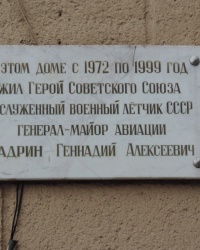 ЭТОМ ДОМЕ С 1972 ПО 1999 ГОД
ЖИЛ ГЕРОЙ СОВЕТСКОГО СОЮЗА
СЛУЖЕННЫЙ ВОЕННЫЙ ЛЁТЧИК СССР
ГЕНЕРАЛ-МАЙОР АВИАЦИИ
АДРИН ГЕННАДИЙ АЛЕКСЕЕВИЧ